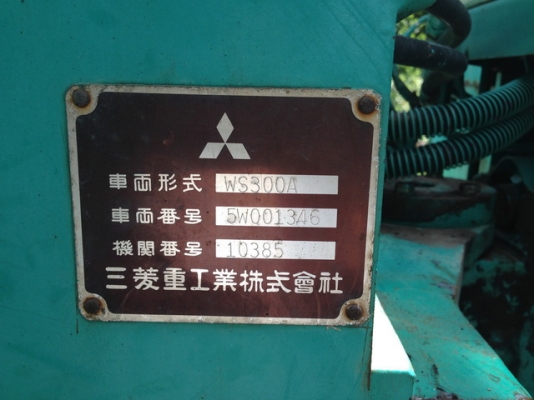 車両形式 WS300A
車両番号 5W001346
機関番号 10385
三菱重工業株式會社